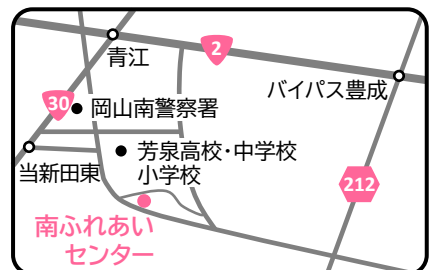 2
青江
バイパス豊成
30
岡山南警察署
芳泉高校・中学校
小学校
当新田東
212
南ふれあい
センター